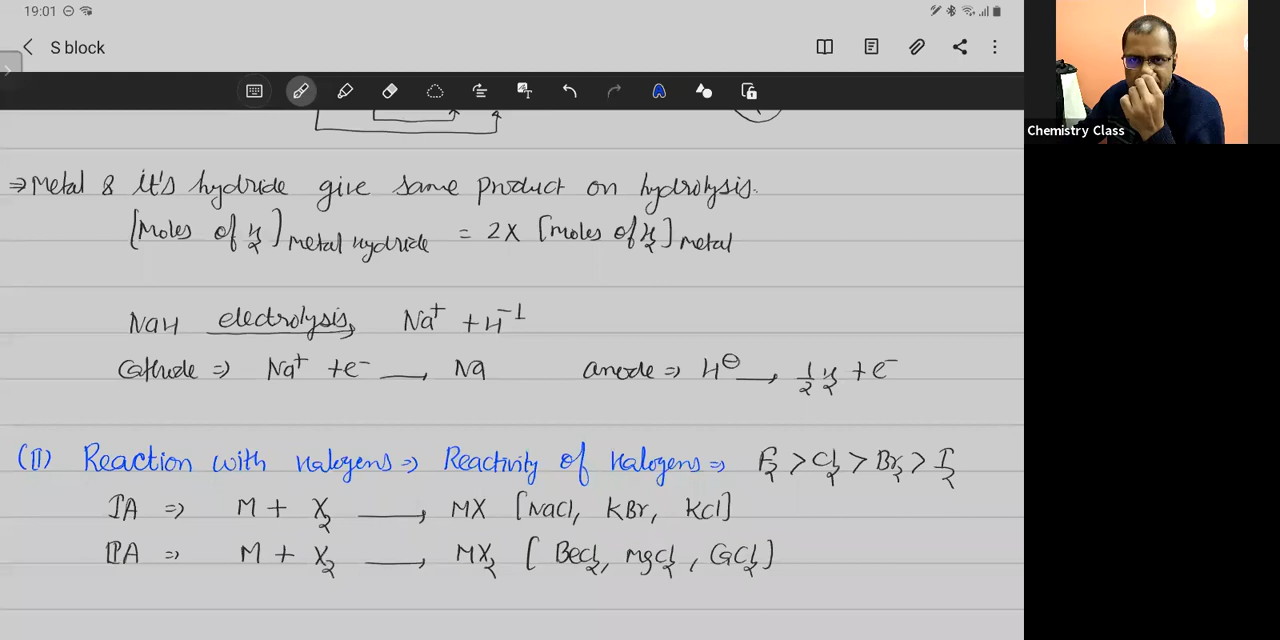 19:01
S block
Chemistry Class
⇒ Metal & it's hydride give same product on hydrolysis.
[Moles of H₂] metal hydride = 2X [moles of H₂] metal
NaH electrolysis, Na⁺ + H⁻¹
Cathode ⇒ Na⁺ + e⁻ → Na anode ⇒ H⊖ → 1/2 H₂ + e⁻
(II) Reaction with Halogens ⇒ Reactivity of Halogens ⇒ F₂ > Cl₂ > Br₂ > I₂
IA ⇒ M + X₂ → MX [NaCl, KBr, KCl]
IIA ⇒ M + X₂ → MX₂ [BeCl₂, MgCl₂, CaCl₂]